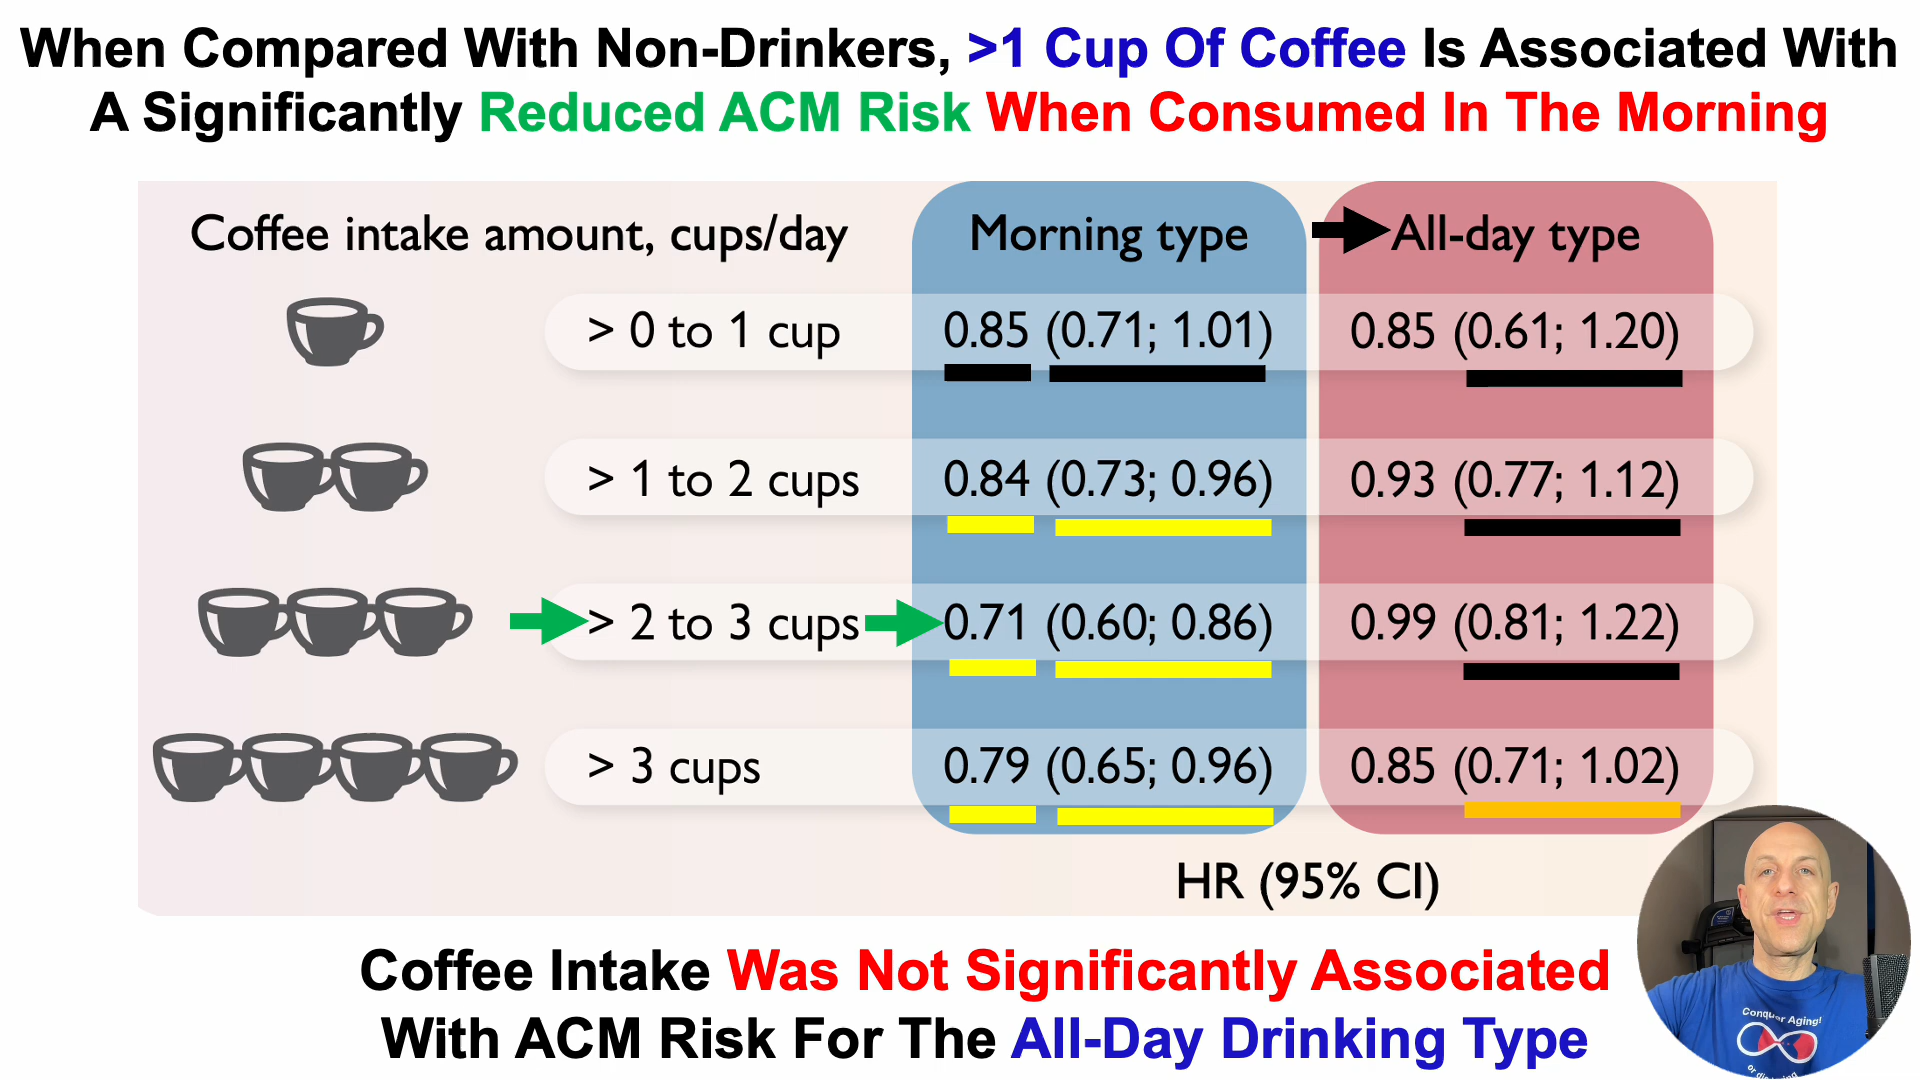 When Compared With Non-Drinkers, >1 Cup Of Coffee Is Associated With
A Significantly Reduced ACM Risk When Consumed In The Morning
Coffee intake amount, cups/day Morning type All-day type
> 0 to 1 cup 0.85 (0.71; 1.01) 0.85 (0.61; 1.20)
> 1 to 2 cups 0.84 (0.73; 0.96) 0.93 (0.77; 1.12)
> 2 to 3 cups 0.71 (0.60; 0.86) 0.99 (0.81; 1.22)
> 3 cups 0.79 (0.65; 0.96) 0.85 (0.71; 1.02)
HR (95% CI)
Coffee Intake Was Not Significantly Associated
With ACM Risk For The All-Day Drinking Type
Conquer Aging!
or di